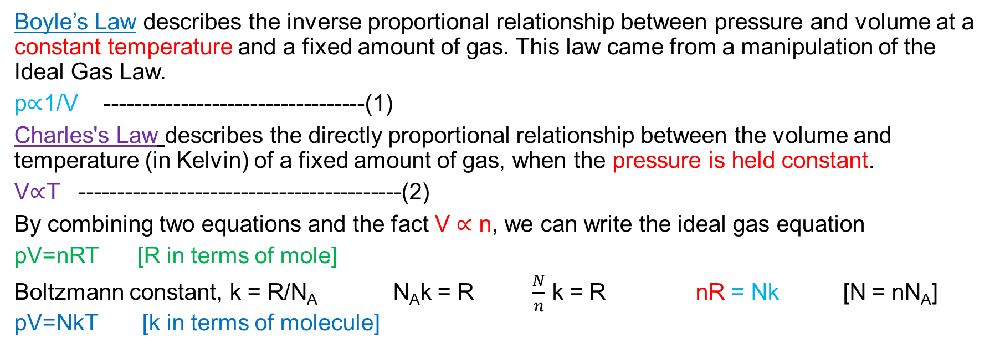 Boyle’s Law describes the inverse proportional relationship between pressure and volume at a
constant temperature and a fixed amount of gas. This law came from a manipulation of the
Ideal Gas Law.
p∝1/V ----------------------------------(1)
Charles's Law describes the directly proportional relationship between the volume and
temperature (in Kelvin) of a fixed amount of gas, when the pressure is held constant.
V∝T ------------------------------------------(2)
By combining two equations and the fact V ∝ n, we can write the ideal gas equation
pV=nRT [R in terms of mole]
Boltzmann constant, k = R/N_A N_Ak = R N/n k = R nR = Nk [N = nN_A]
pV=NkT [k in terms of molecule]